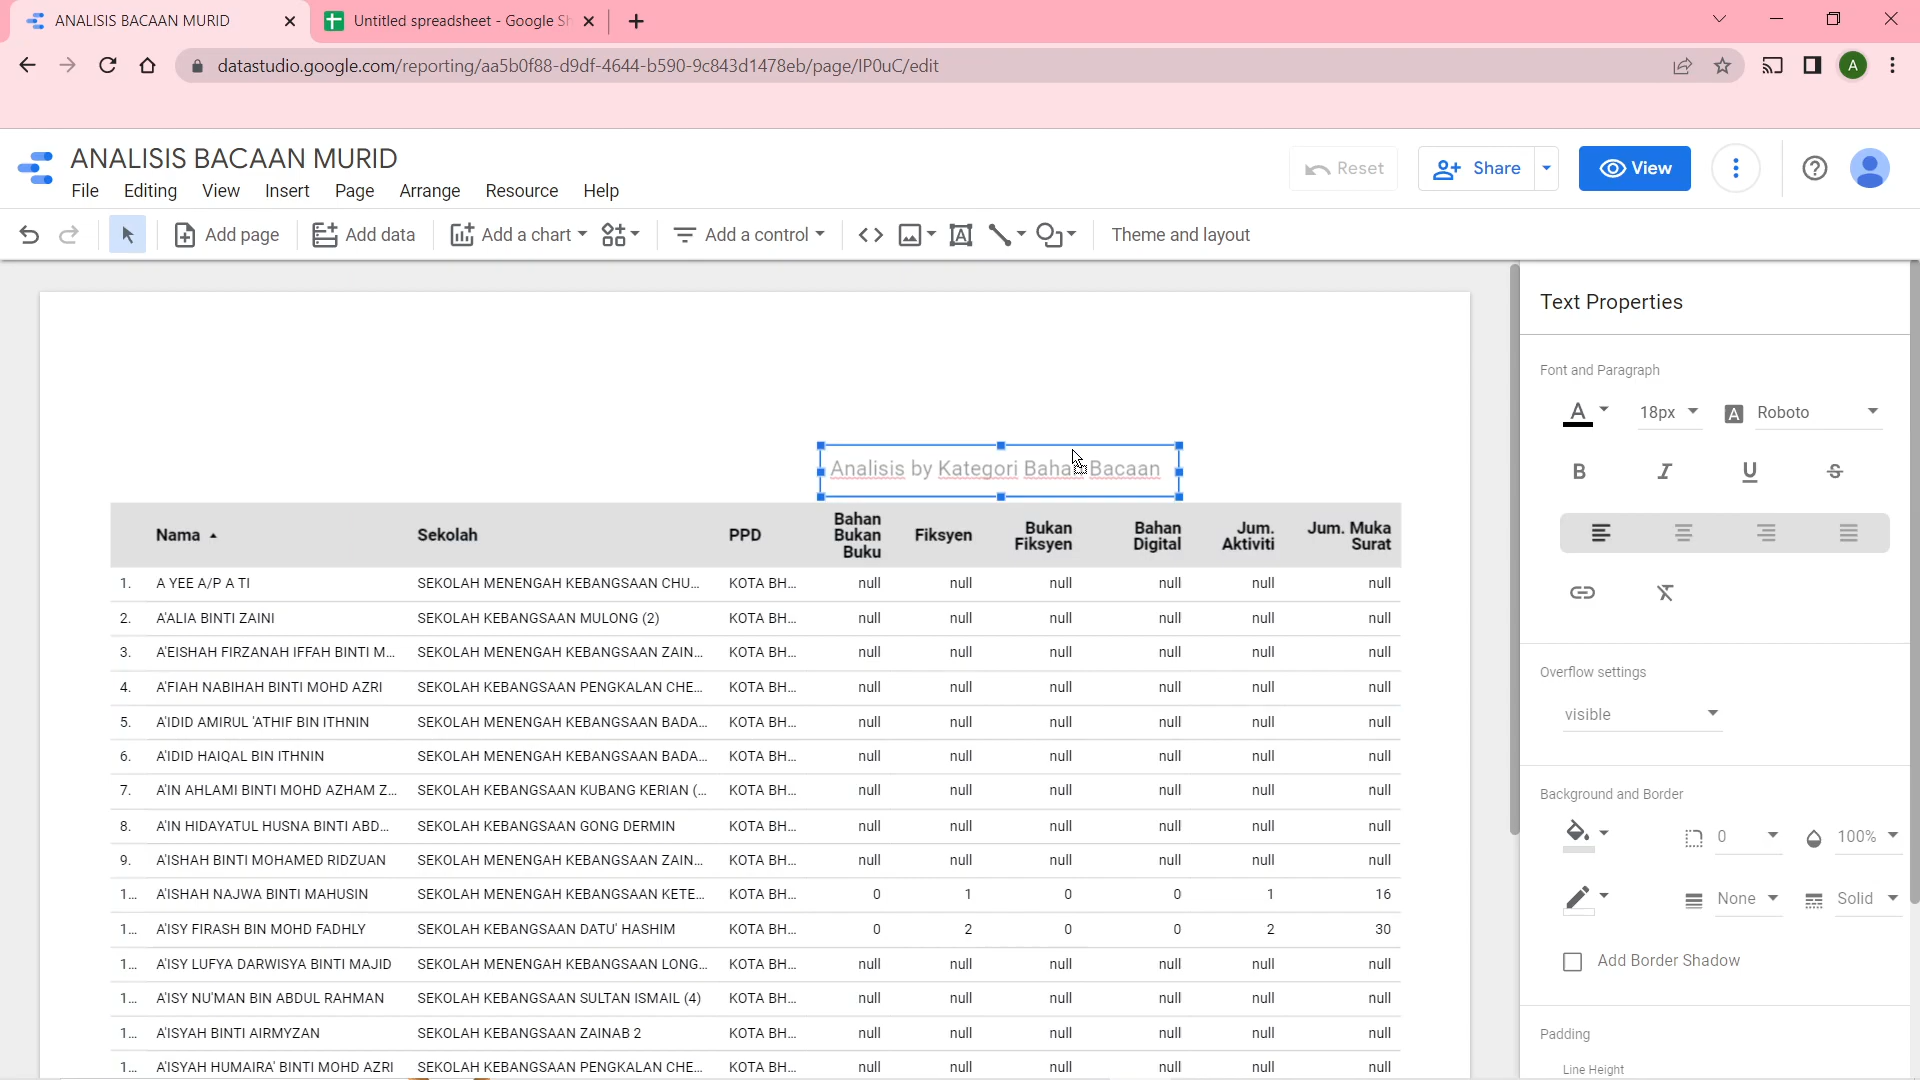 ANALISIS BACAAN MURID
Untitled spreadsheet - Google Sh
datastudio.google.com/reporting/aa5b0f88-d9df-4644-b590-9c843d1478eb/page/IP0uC/edit
A
ANALISIS BACAAN MURID
File Editing View Insert Page Arrange Resource Help
Reset
Share
View
Add page
Add data
Add a chart
Add a control
Theme and layout
Text Properties
Font and Paragraph
A 18px A Roboto
B I U S
Overflow settings
visible
Background and Border
0 100%
None Solid
Add Border Shadow
Padding
Line Height
Analisis by Kategori Bahan Bacaan
Nama Sekolah PPD Bahan Bukan Buku Fiksyen Bukan Fiksyen Bahan Digital Jum. Aktiviti Jum. Muka Surat
1. A YEE A/P A TI SEKOLAH MENENGAH KEBANGSAAN CHU... KOTA BH... null null null null null null
2. A'ALIA BINTI ZAINI SEKOLAH KEBANGSAAN MULONG (2) KOTA BH... null null null null null null
3. A'EISHAH FIRZANAH IFFAH BINTI M... SEKOLAH MENENGAH KEBANGSAAN ZAIN... KOTA BH... null null null null null null
4. A'FIAH NABIHAH BINTI MOHD AZRI SEKOLAH KEBANGSAAN PENGKALAN CHE... KOTA BH... null null null null null null
5. A'IDID AMIRUL 'ATHIF BIN ITHNIN SEKOLAH MENENGAH KEBANGSAAN BADA... KOTA BH... null null null null null null
6. A'IDID HAIQAL BIN ITHNIN SEKOLAH MENENGAH KEBANGSAAN BADA... KOTA BH... null null null null null null
7. A'IN AHLAMI BINTI MOHD AZHAM Z... SEKOLAH KEBANGSAAN KUBANG KERIAN (... KOTA BH... null null null null null null
8. A'IN HIDAYATUL HUSNA BINTI ABD... SEKOLAH KEBANGSAAN GONG DERMIN KOTA BH... null null null null null null
9. A'ISHAH BINTI MOHAMED RIDZUAN SEKOLAH MENENGAH KEBANGSAAN ZAIN... KOTA BH... null null null null null null
1... A'ISHAH NAJWA BINTI MAHUSIN SEKOLAH MENENGAH KEBANGSAAN KETE... KOTA BH... 0 1 0 0 1 16
1... A'ISY FIRASH BIN MOHD FADHLY SEKOLAH KEBANGSAAN DATU' HASHIM KOTA BH... 0 2 0 0 2 30
1... A'ISY LUFYA DARWISYA BINTI MAJID SEKOLAH MENENGAH KEBANGSAAN LONG... KOTA BH... null null null null null null
1... A'ISY NU'MAN BIN ABDUL RAHMAN SEKOLAH KEBANGSAAN SULTAN ISMAIL (4) KOTA BH... null null null null null null
1... A'ISYAH BINTI AIRMYZAN SEKOLAH KEBANGSAAN ZAINAB 2 KOTA BH... null null null null null null
1... A'ISYAH HUMAIRA' BINTI MOHD AZRI SEKOLAH KEBANGSAAN PENGKALAN CHE... KOTA BH... null null null null null null